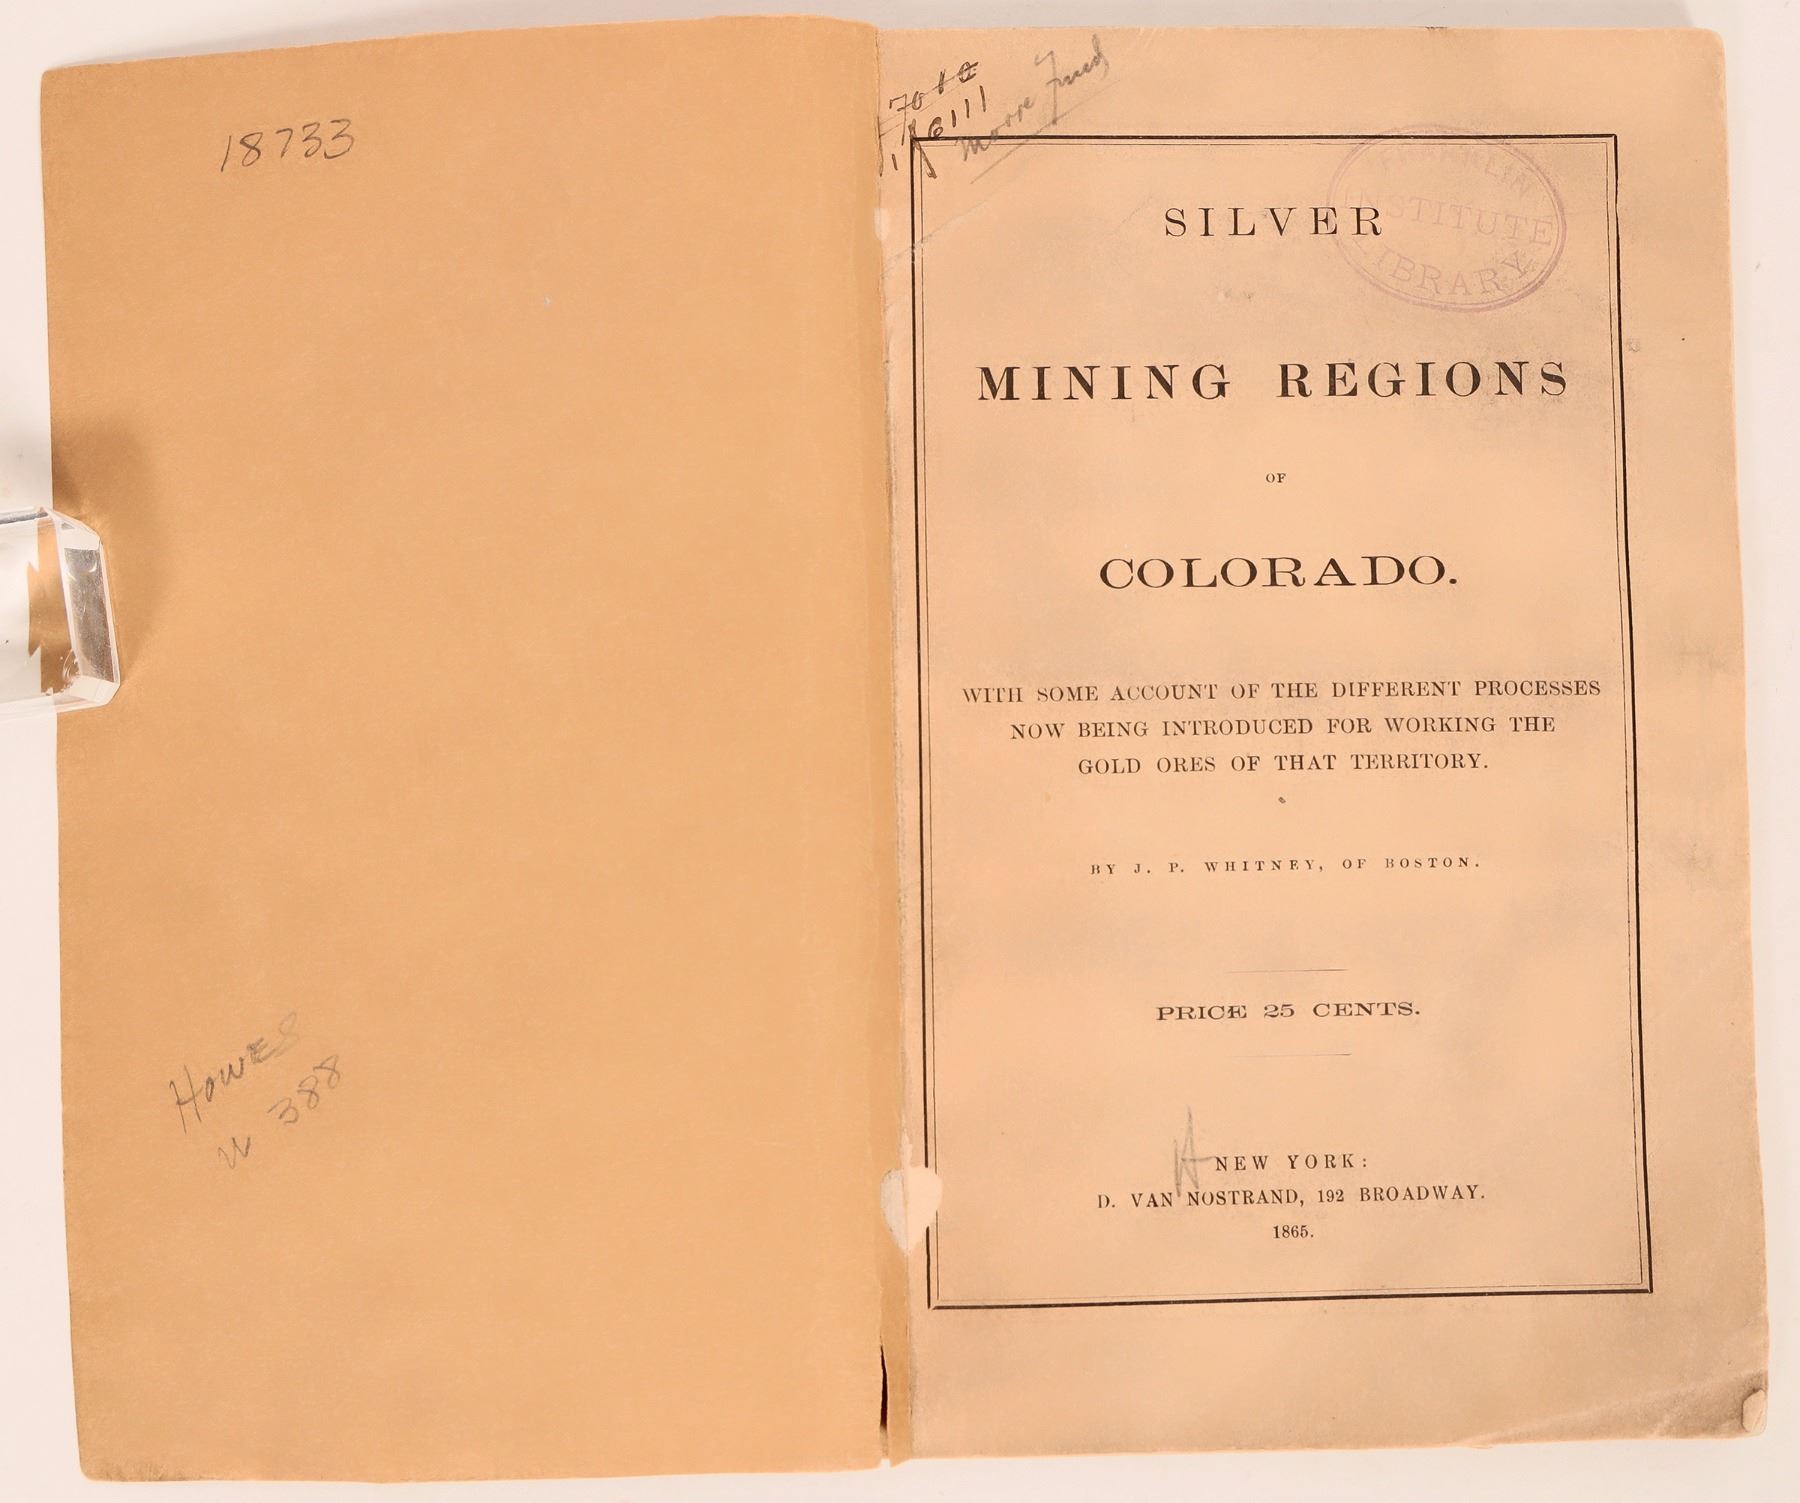 18733
Howes
W 388
7010
6111
Moore Fund
FRANKLIN
INSTITUTE
LIBRARY
SILVER
MINING REGIONS
OF
COLORADO.
WITH SOME ACCOUNT OF THE DIFFERENT PROCESSES
NOW BEING INTRODUCED FOR WORKING THE
GOLD ORES OF THAT TERRITORY.
BY J. P. WHITNEY, OF BOSTON.
PRICE 25 CENTS.
H
NEW YORK:
D. VAN NOSTRAND, 192 BROADWAY.
1865.